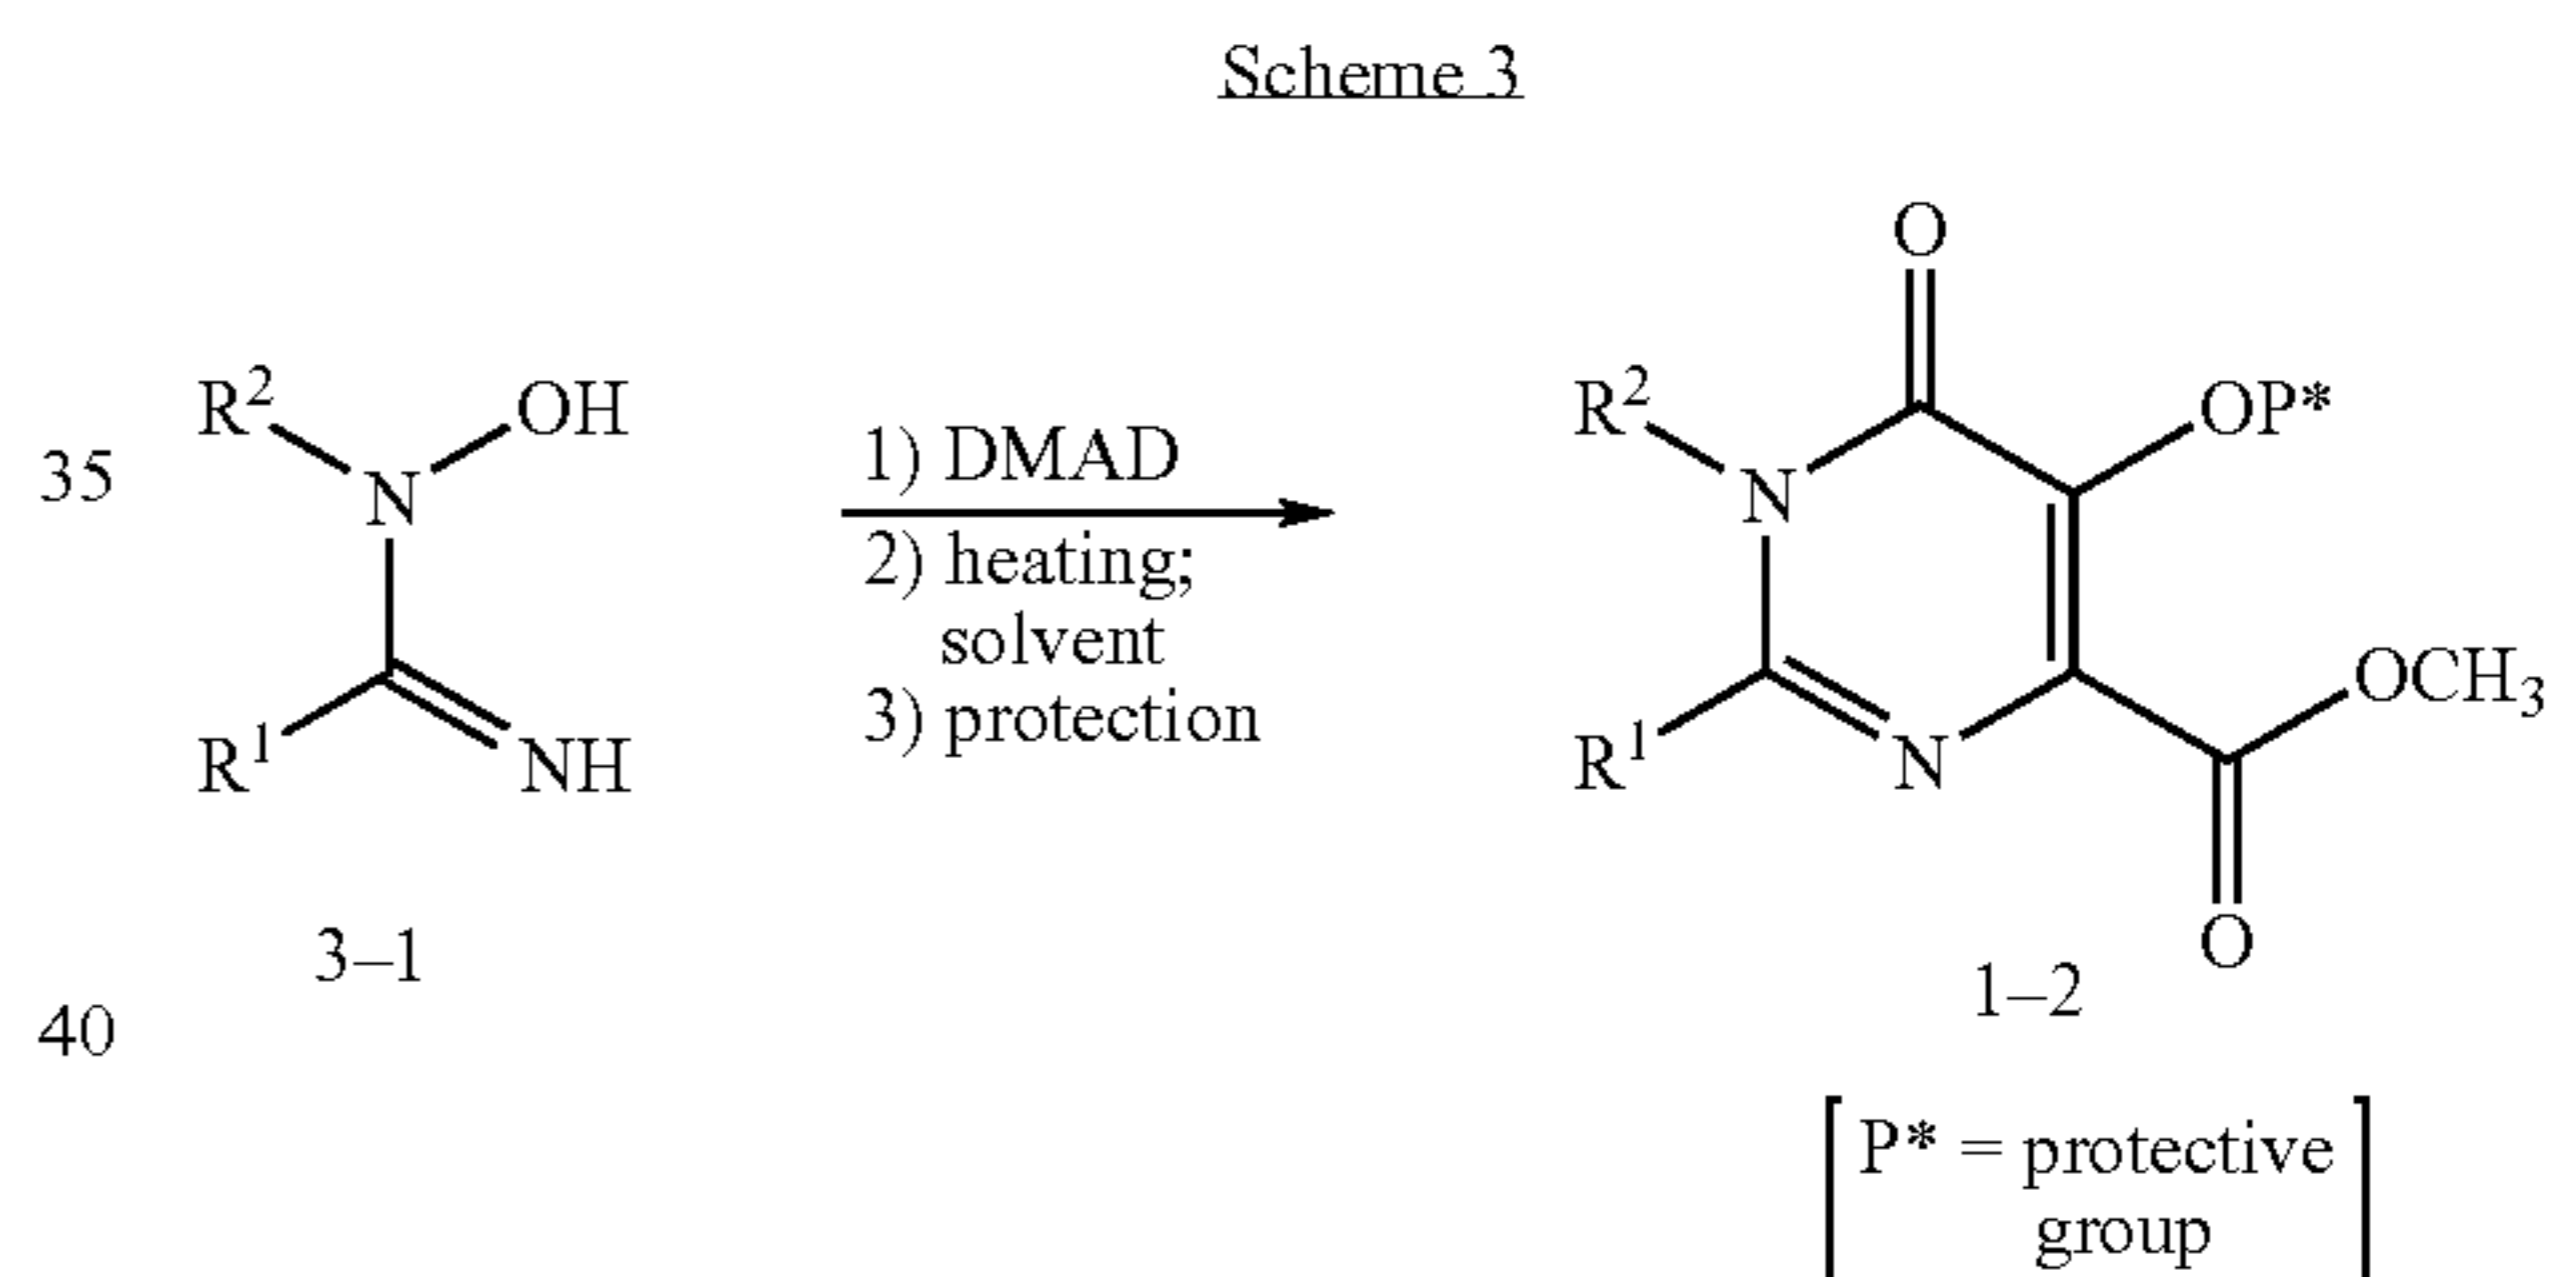 Scheme 3
O
R² OH R² OP*
35 N 1) DMAD N
2) heating;
solvent
R¹ NH 3) protection R¹ N OCH₃
3–1 O
1–2
40
P* = protective
group